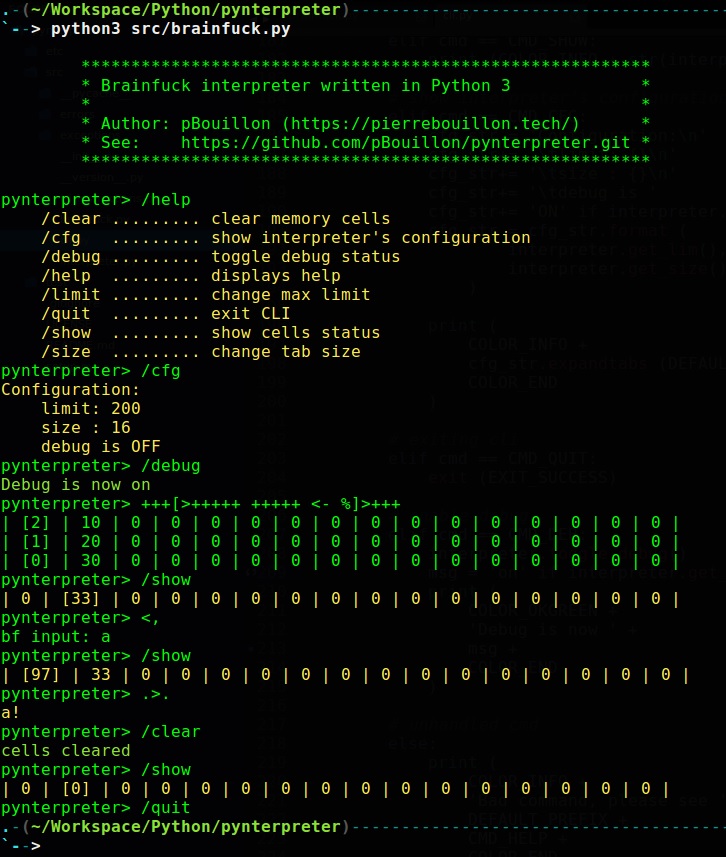 .-(~/Workspace/Python/pynterpreter)--------------------------------------
`--> python3 src/brainfuck.py
*********************************************************
* Brainfuck interpreter written in Python 3             *
*                                                       *
* Author: pBouillon (https://pierrebouillon.tech/)      *
* See:    https://github.com/pBouillon/pynterpreter.git *
*********************************************************
pynterpreter> /help
    /clear ......... clear memory cells
    /cfg   ......... show interpreter's configuration
    /debug ......... toggle debug status
    /help  ......... displays help
    /limit ......... change max limit
    /quit  ......... exit CLI
    /show  ......... show cells status
    /size  ......... change tab size
pynterpreter> /cfg
Configuration:
    limit: 200
    size : 16
    debug is OFF
pynterpreter> /debug
Debug is now on
pynterpreter> +++[>+++++ +++++ <- %]>+++
| [2] | 10 | 0 | 0 | 0 | 0 | 0 | 0 | 0 | 0 | 0 | 0 | 0 | 0 | 0 | 0 |
| [1] | 20 | 0 | 0 | 0 | 0 | 0 | 0 | 0 | 0 | 0 | 0 | 0 | 0 | 0 | 0 |
| [0] | 30 | 0 | 0 | 0 | 0 | 0 | 0 | 0 | 0 | 0 | 0 | 0 | 0 | 0 | 0 |
pynterpreter> /show
| 0 | [33] | 0 | 0 | 0 | 0 | 0 | 0 | 0 | 0 | 0 | 0 | 0 | 0 | 0 | 0 |
pynterpreter> <,
bf input: a
pynterpreter> /show
| [97] | 33 | 0 | 0 | 0 | 0 | 0 | 0 | 0 | 0 | 0 | 0 | 0 | 0 | 0 | 0 |
pynterpreter> .>.
a!
pynterpreter> /clear
cells cleared
pynterpreter> /show
| 0 | [0] | 0 | 0 | 0 | 0 | 0 | 0 | 0 | 0 | 0 | 0 | 0 | 0 | 0 | 0 |
pynterpreter> /quit
.-(~/Workspace/Python/pynterpreter)--------------------------------------
`-->